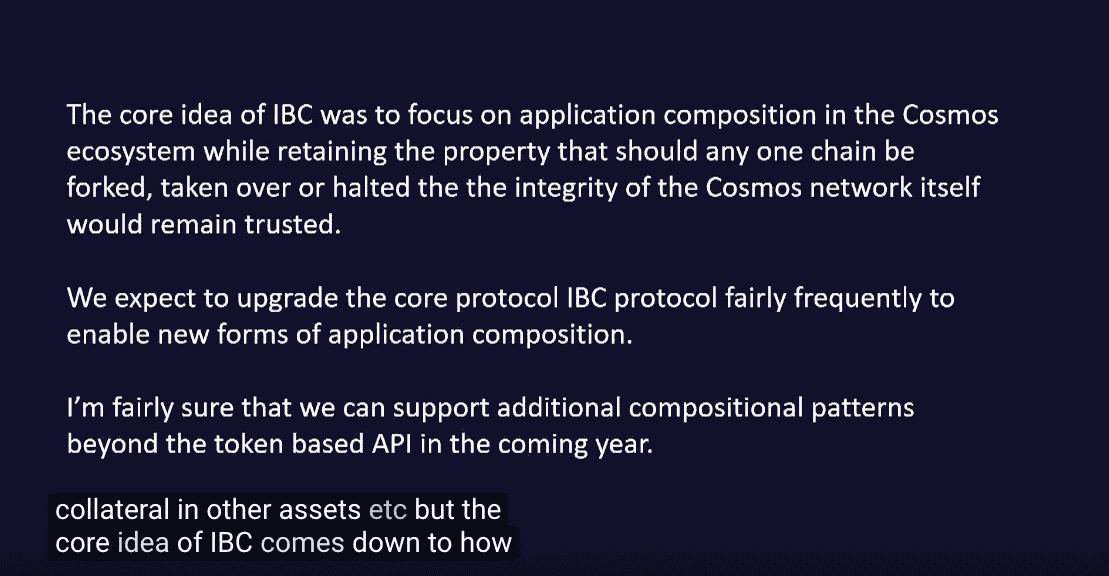 The core idea of IBC was to focus on application composition in the Cosmos
ecosystem while retaining the property that should any one chain be
forked, taken over or halted the the integrity of the Cosmos network itself
would remain trusted.
We expect to upgrade the core protocol IBC protocol fairly frequently to
enable new forms of application composition.
I’m fairly sure that we can support additional compositional patterns
beyond the token based API in the coming year.
collateral in other assets etc but the
core idea of IBC comes down to how